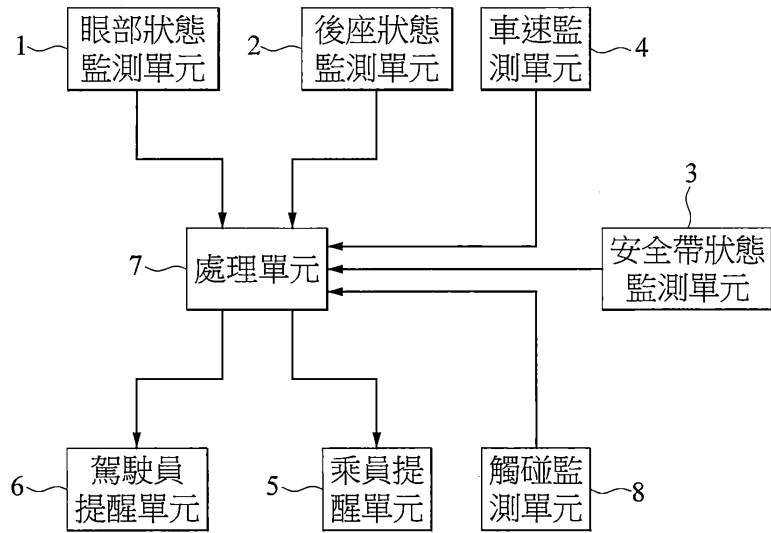 1
眼部狀態
監測單元
2
後座狀態
監測單元
車速監
測單元
4
3
安全帶狀態
監測單元
7
處理單元
6
駕駛員
提醒單元
5
乘員提
醒單元
觸碰監
測單元
8